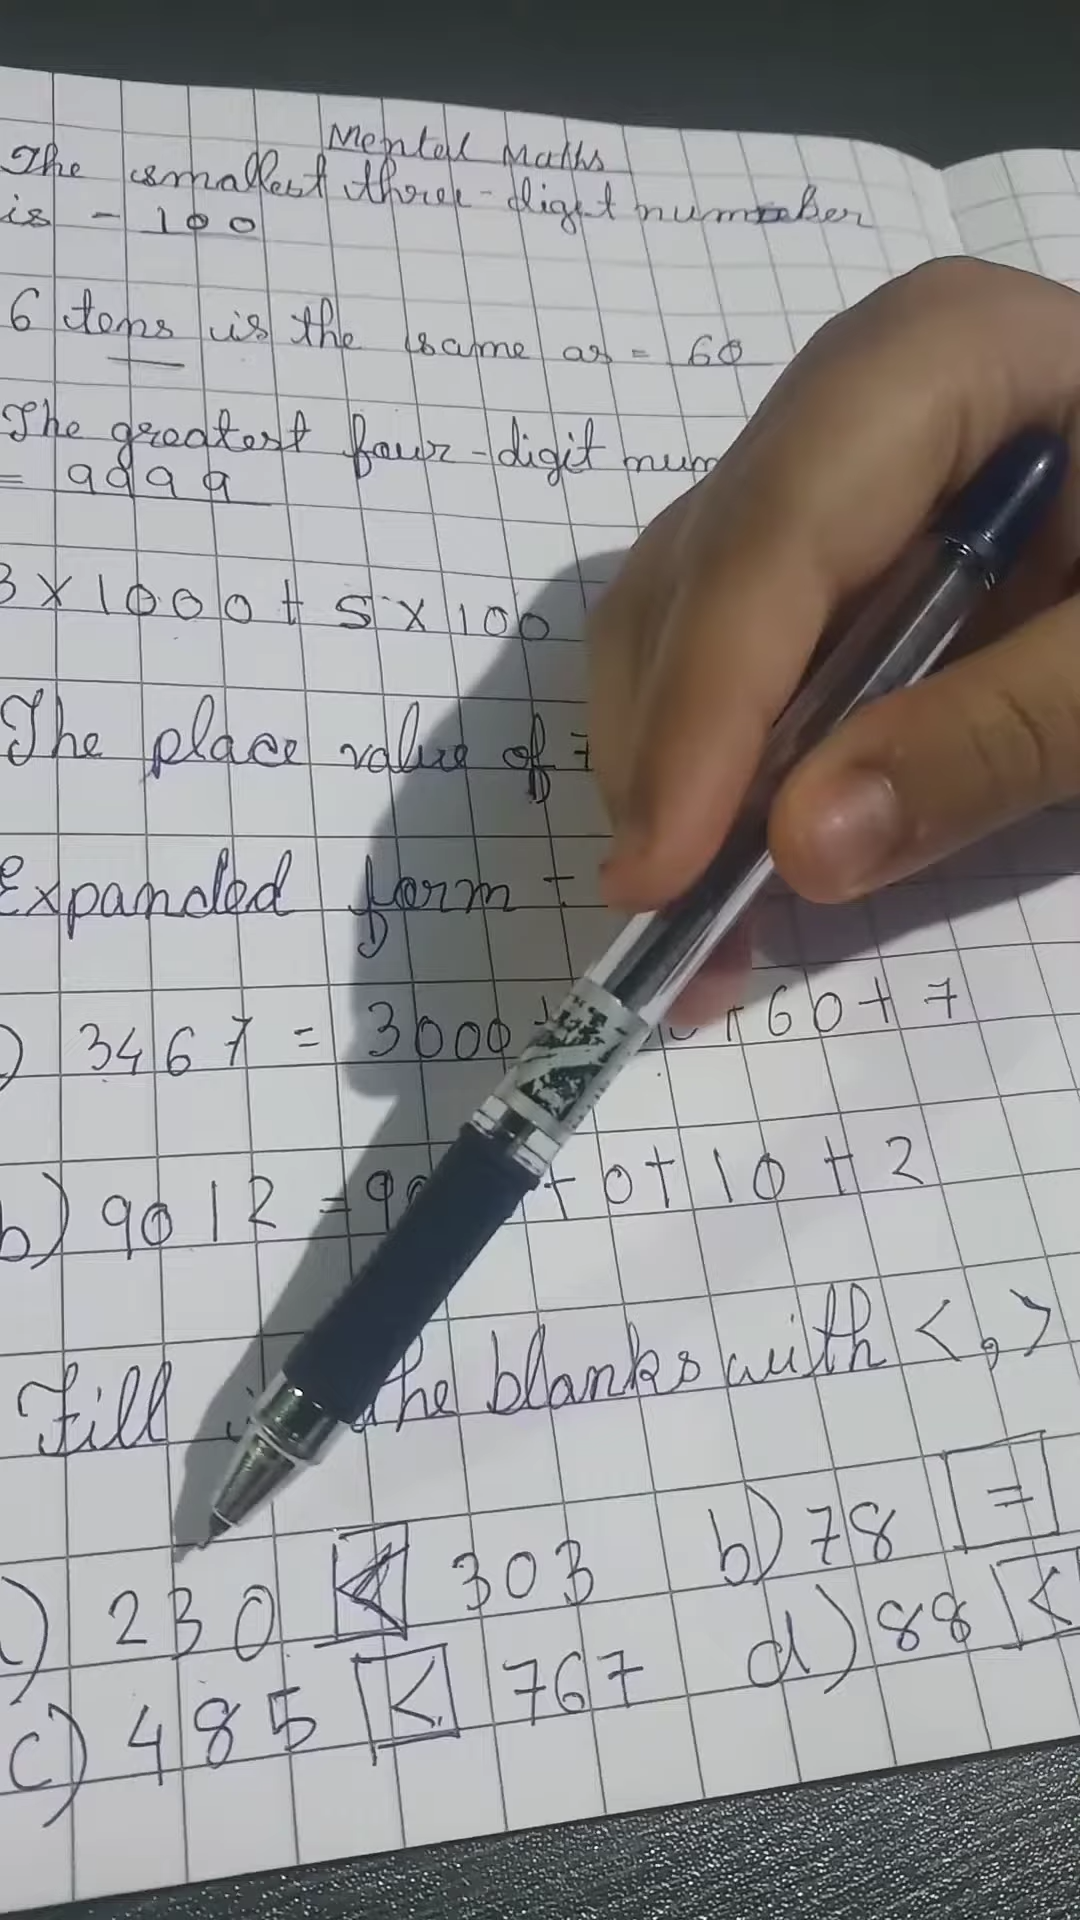 Mental Maths
The smallest three-digit number
is - 100
6 tens is the same as = 60
The greatest four-digit num
= 9999
3 X 1000 + 5 X 100
The place value of 7
Expanded form =
) 3467 = 3000 + 60 + 7
b) 9012 = + 0 + 10 + 2
Fill the blanks with < , >
) 230 < 303 b) 78 =
c) 485 < 767 d) 88 <